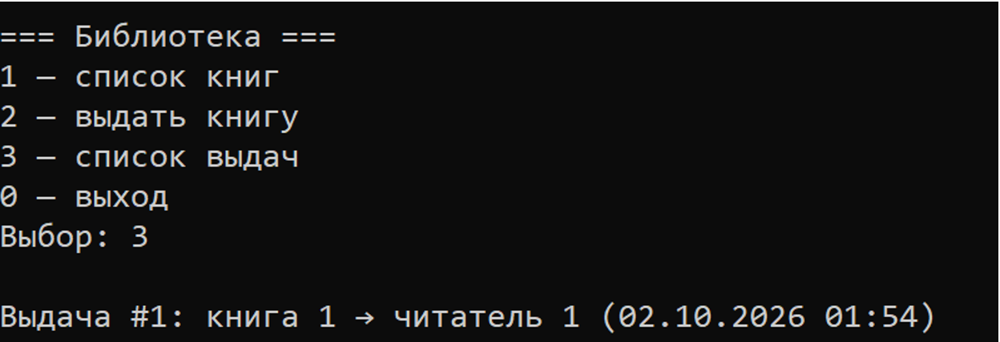 === Библиотека ===
1 — список книг
2 — выдать книгу
3 — список выдач
0 — выход
Выбор: 3
Выдача #1: книга 1 → читатель 1 (02.10.2026 01:54)